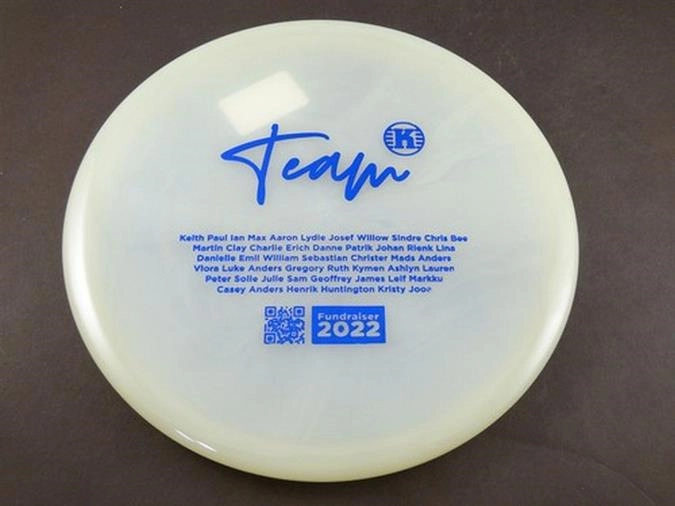 Team K
Keith Paul Ian Max Aaron Lydie Josef Willow Sindre Chris Bee
Martin Clay Charlie Erich Danne Patrik Johan Rienk Lina
Danielle Emil William Sebastian Christer Mads Anders
Viora Luke Anders Gregory Ruth Kymen Ashlyn Lauren
Peter Solie Julie Sam Geoffrey James Leif Markku
Casey Anders Henrik Huntington Kristy Joos
Fundraiser
2022